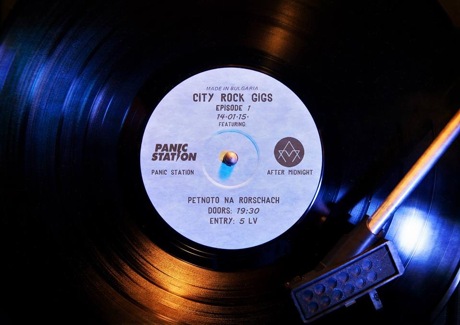 MADE IN BULGARIA
CITY ROCK GIGS
EPISODE 1
14-01-15-
FEATURING:
PANIC
STATION
PANIC STATION
AFTER MIDNIGHT
PETNOTO NA RORSCHACH
DOORS: 19:30
ENTRY: 5 LV